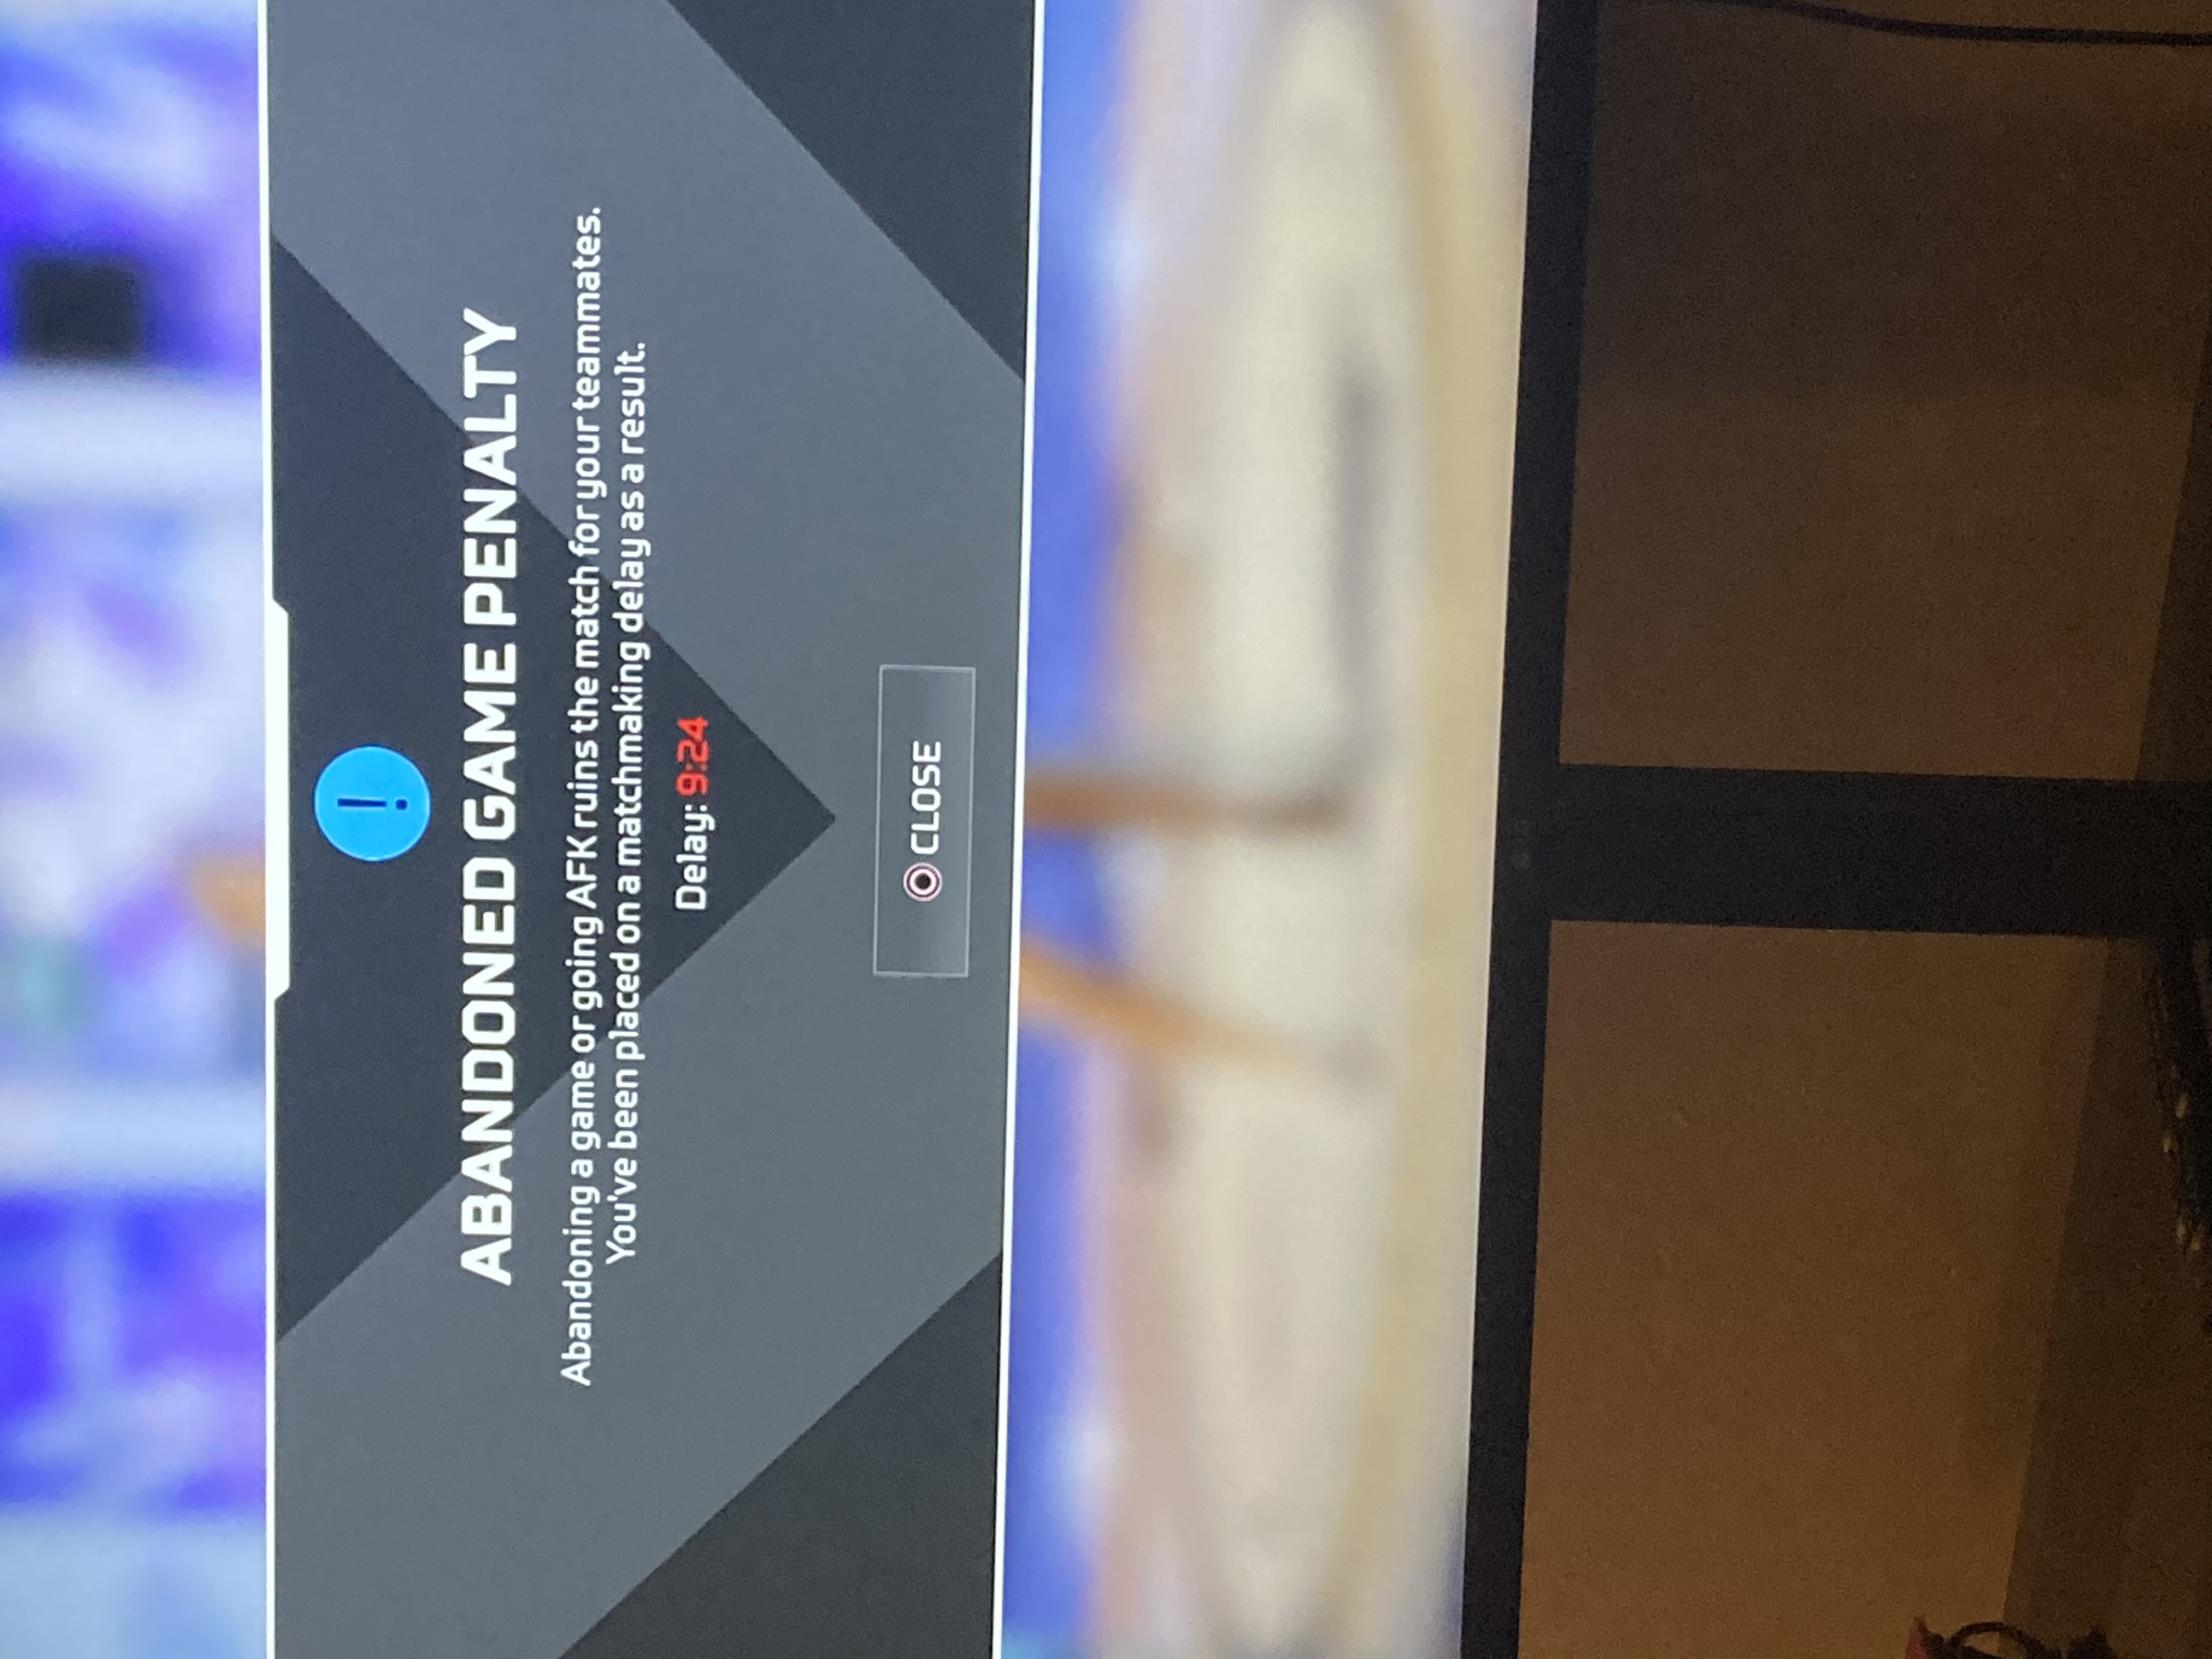 !
ABANDONED GAME PENALTY
Abandoning a game or going AFK ruins the match for your teammates.
You've been placed on a matchmaking delay as a result.
Delay: 9:24
CLOSE